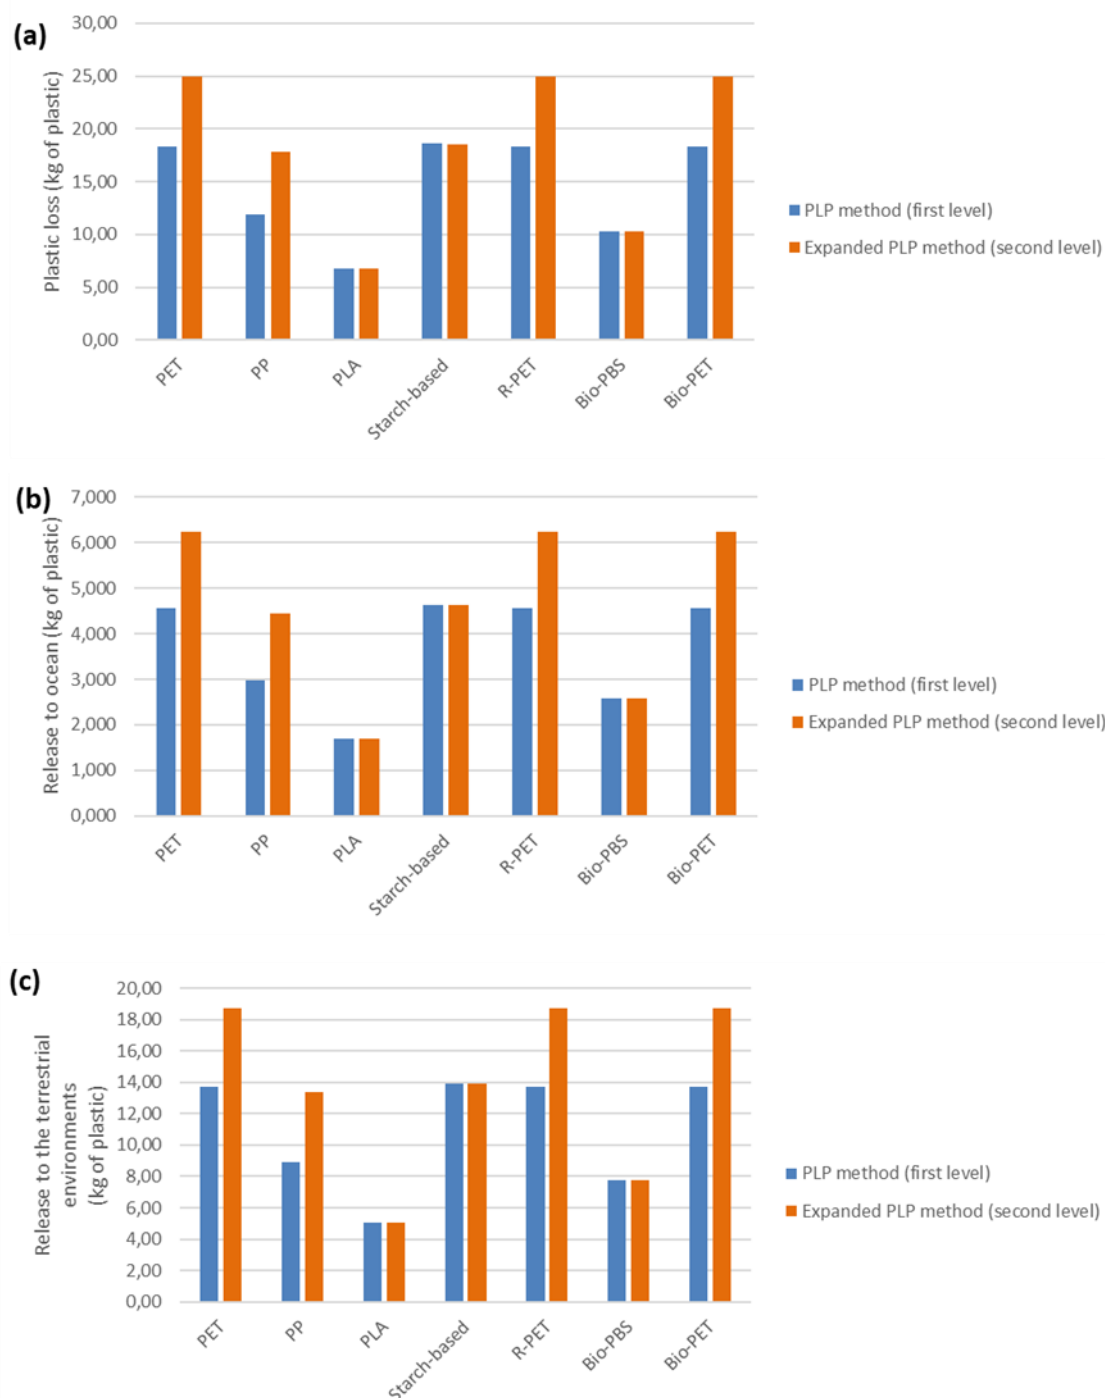 (a)
Plastic loss (kg of plastic)
30,00
25,00
20,00
15,00
10,00
5,00
0,00
PET
PP
PLA
Starch-based
R-PET
Bio-PBS
Bio-PET
PLP method (first level)
Expanded PLP method (second level)
(b)
Release to ocean (kg of plastic)
7,000
6,000
5,000
4,000
3,000
2,000
1,000
0,000
PET
PP
PLA
Starch-based
R-PET
Bio-PBS
Bio-PET
PLP method (first level)
Expanded PLP method (second level)
(c)
Release to the terrestrial
environments
(kg of plastic)
20,00
18,00
16,00
14,00
12,00
10,00
8,00
6,00
4,00
2,00
0,00
PET
PP
PLA
Starch-based
R-PET
Bio-PBS
Bio-PET
PLP method (first level)
Expanded PLP method (second level)